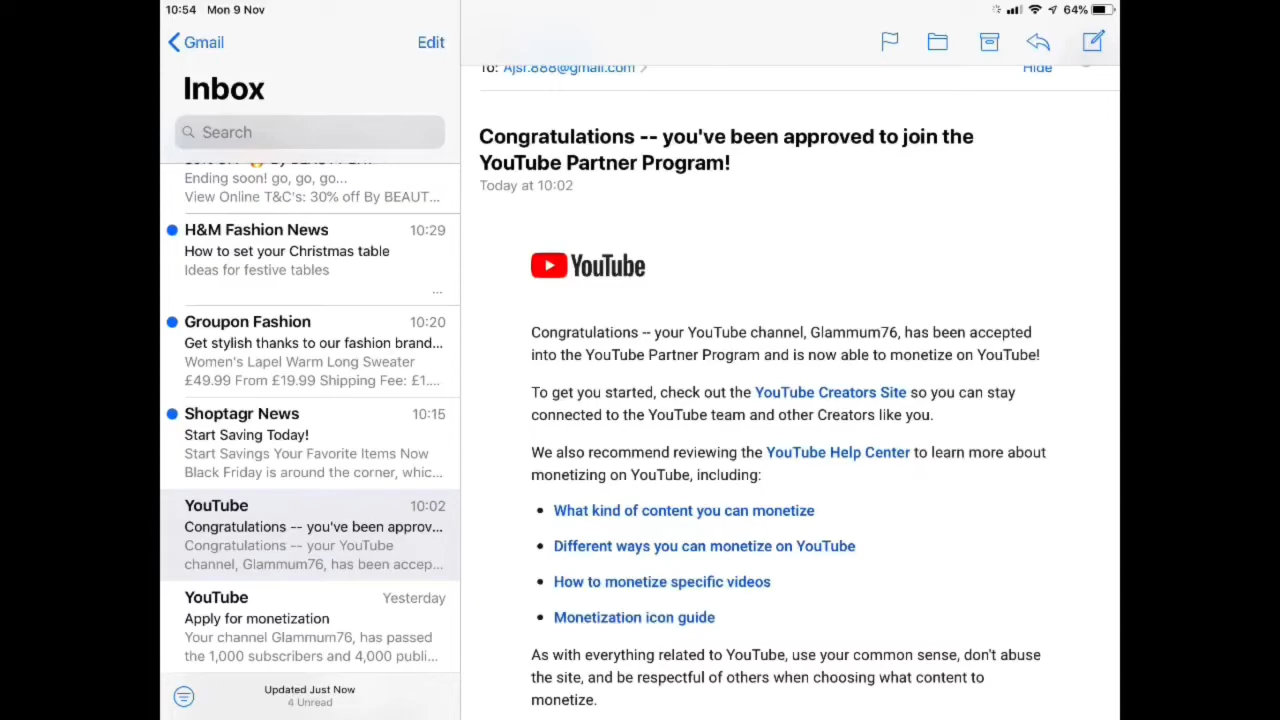 10:54 Mon 9 Nov
64%
Gmail
Edit
Inbox
Search
Ending soon! go, go, go...
View Online T&C's: 30% off By BEAUT...
H&M Fashion News 10:29
How to set your Christmas table
Ideas for festive tables
...
Groupon Fashion 10:20
Get stylish thanks to our fashion brand...
Women's Lapel Warm Long Sweater
£49.99 From £19.99 Shipping Fee: £1....
Shoptagr News 10:15
Start Saving Today!
Start Savings Your Favorite Items Now
Black Friday is around the corner, whic...
YouTube 10:02
Congratulations -- you've been approv...
Congratulations -- your YouTube
channel, Glammum76, has been accep...
YouTube Yesterday
Apply for monetization
Your channel Glammum76, has passed
the 1,000 subscribers and 4,000 publi...
Updated Just Now
4 Unread
To: Ajsr.888@gmail.com
Hide
Congratulations -- you've been approved to join the
YouTube Partner Program!
Today at 10:02
YouTube
Congratulations -- your YouTube channel, Glammum76, has been accepted
into the YouTube Partner Program and is now able to monetize on YouTube!
To get you started, check out the YouTube Creators Site so you can stay
connected to the YouTube team and other Creators like you.
We also recommend reviewing the YouTube Help Center to learn more about
monetizing on YouTube, including:
• What kind of content you can monetize
• Different ways you can monetize on YouTube
• How to monetize specific videos
• Monetization icon guide
As with everything related to YouTube, use your common sense, don't abuse
the site, and be respectful of others when choosing what content to
monetize.